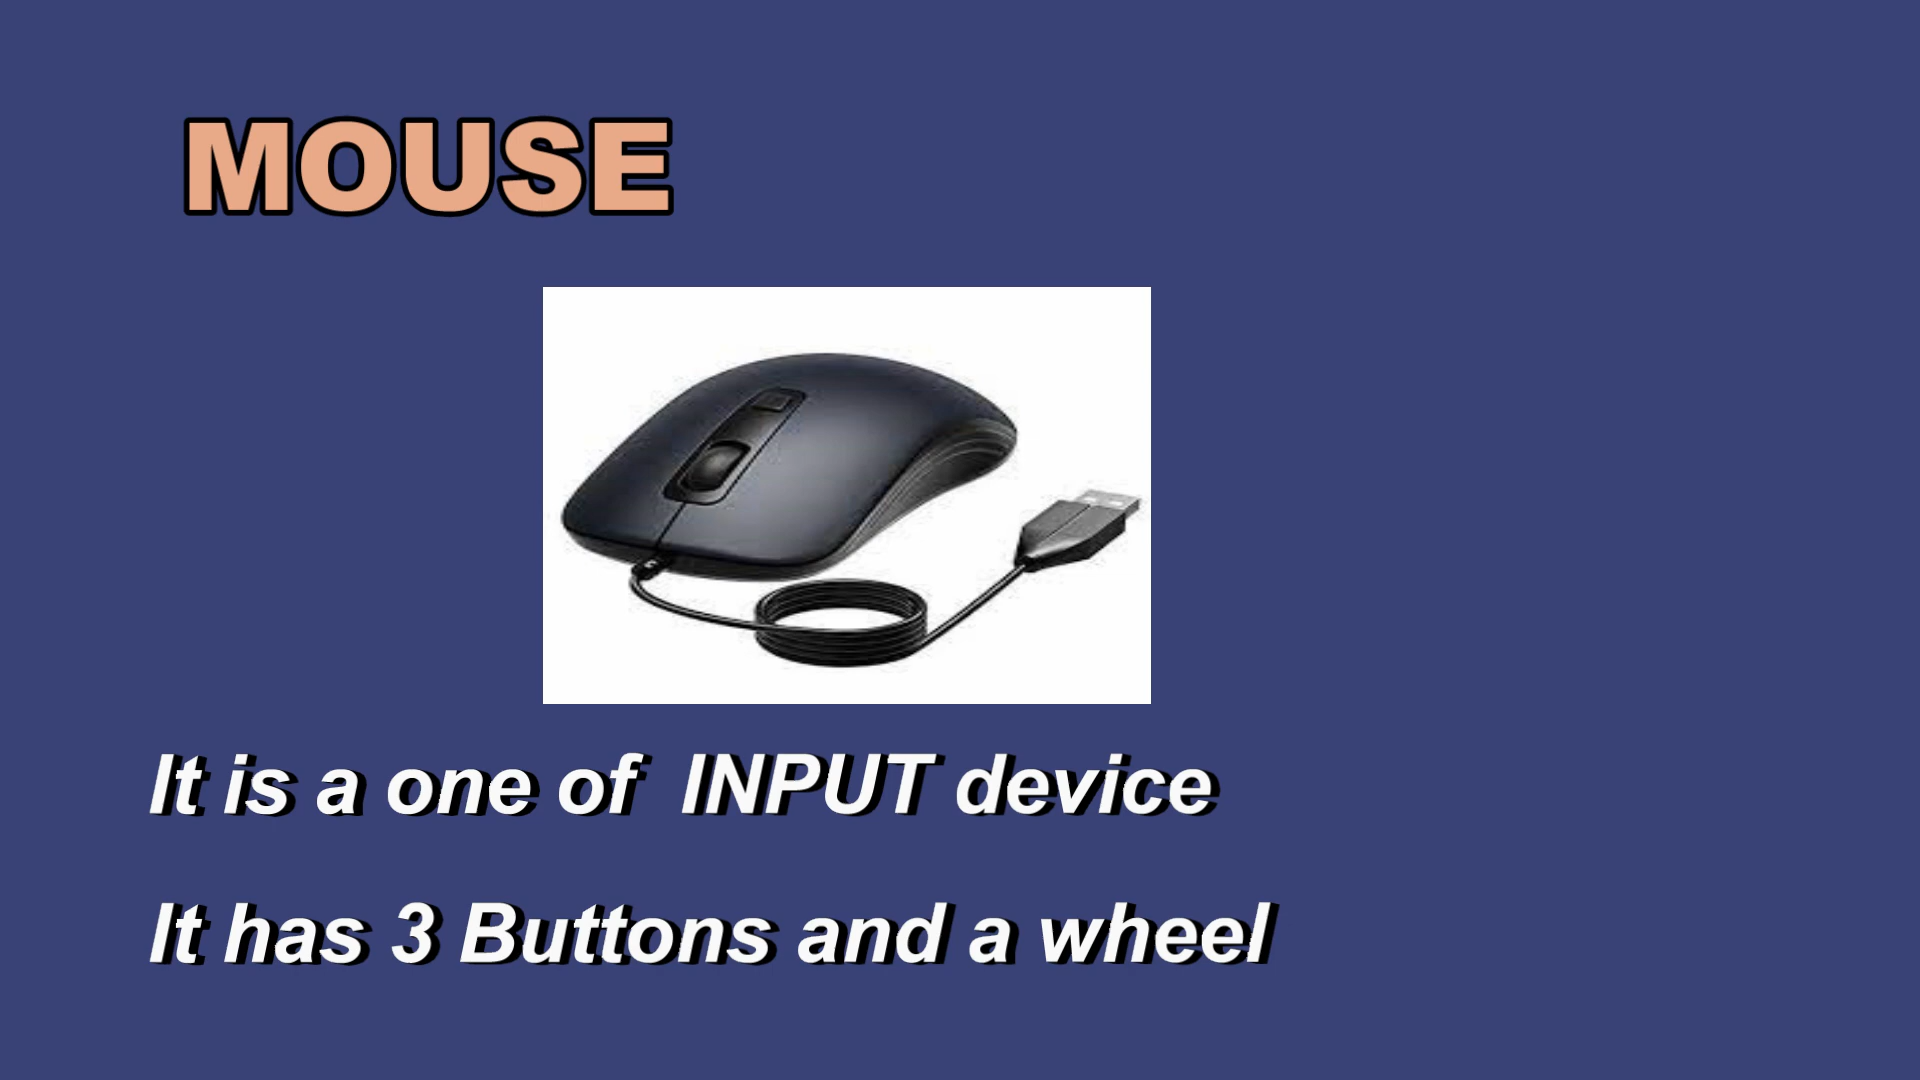 MOUSE
It is a one of  INPUT device
It has 3 Buttons and a wheel